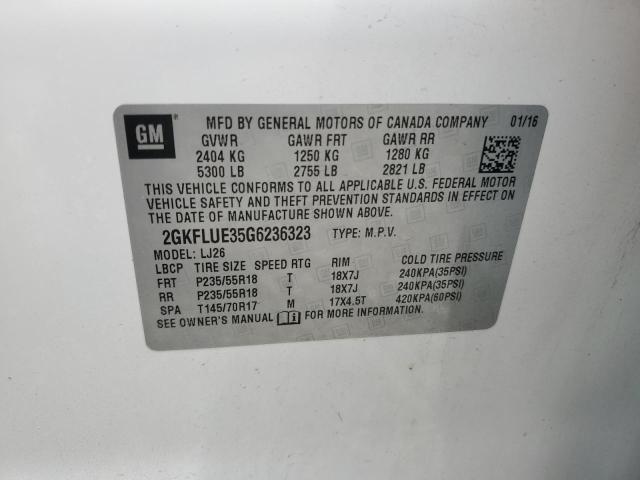 GM
MFD BY GENERAL MOTORS OF CANADA COMPANY 01/16
GVWR GAWR FRT GAWR RR
2404 KG 1250 KG 1280 KG
5300 LB 2755 LB 2821 LB
THIS VEHICLE CONFORMS TO ALL APPLICABLE U.S. FEDERAL MOTOR
VEHICLE SAFETY AND THEFT PREVENTION STANDARDS IN EFFECT ON
THE DATE OF MANUFACTURE SHOWN ABOVE.
2GKFLUE35G6236323 TYPE: M.P.V.
MODEL: LJ26
LBCP TIRE SIZE SPEED RTG RIM COLD TIRE PRESSURE
FRT P235/55R18 T 18X7J 240KPA(35PSI)
RR P235/55R18 T 18X7J 240KPA(35PSI)
SPA T145/70R17 M 17X4.5T 420KPA(60PSI)
SEE OWNER'S MANUAL FOR MORE INFORMATION.